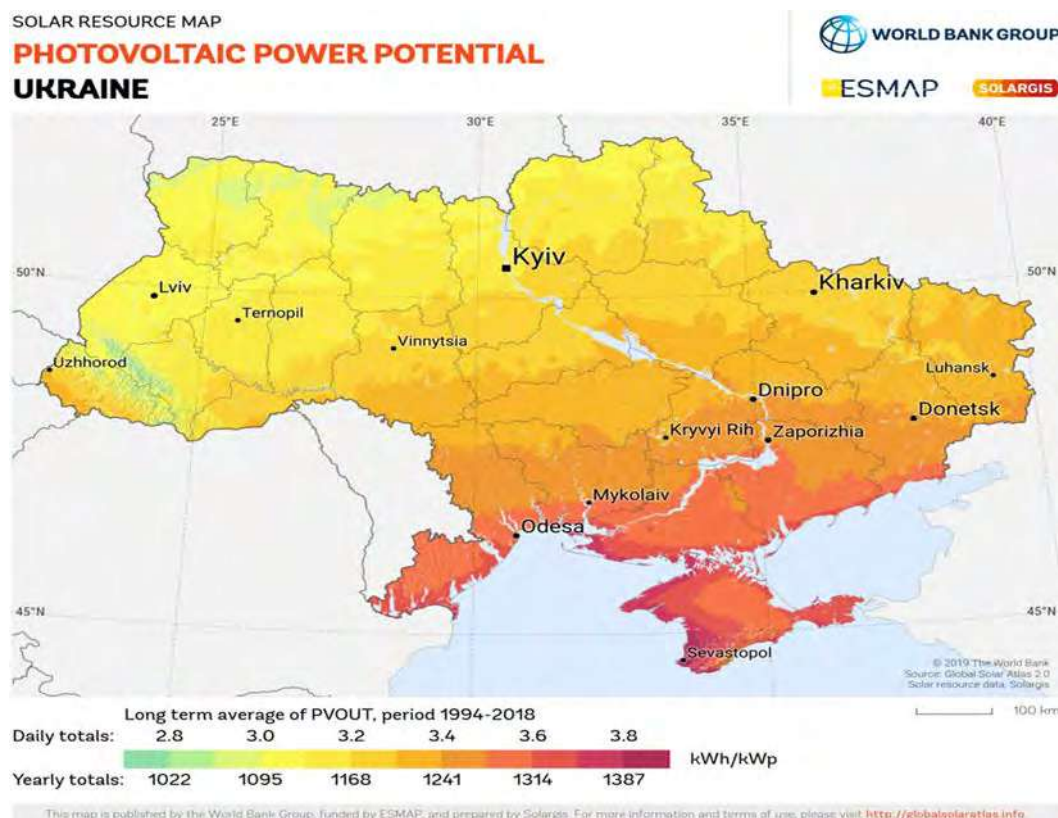 SOLAR RESOURCE MAP
PHOTOVOLTAIC POWER POTENTIAL
UKRAINE
WORLD BANK GROUP
ESMAP
SOLARGIS
25°E 30°E 35°E 40°E
50°N
50°N
Kyiv
Kharkiv
Lviv
Ternopil
Vinnytsia
Uzhhorod
Luhansk
Dnipro
Donetsk
Kryvyi Rih
Zaporizhia
Mykolaiv
Odesa
45°N
45°N
Sevastopol
© 2019 The World Bank
Source: Global Solar Atlas 2.0
Solar resource data, Solargis
100 km
Long term average of PVOUT, period 1994-2018
Daily totals: 2.8 3.0 3.2 3.4 3.6 3.8
kWh/kWp
Yearly totals: 1022 1095 1168 1241 1314 1387
This map is published by the World Bank Group, funded by ESMAP, and prepared by Solargis. For more information and terms of use, please visit http://globalsolaratlas.info.